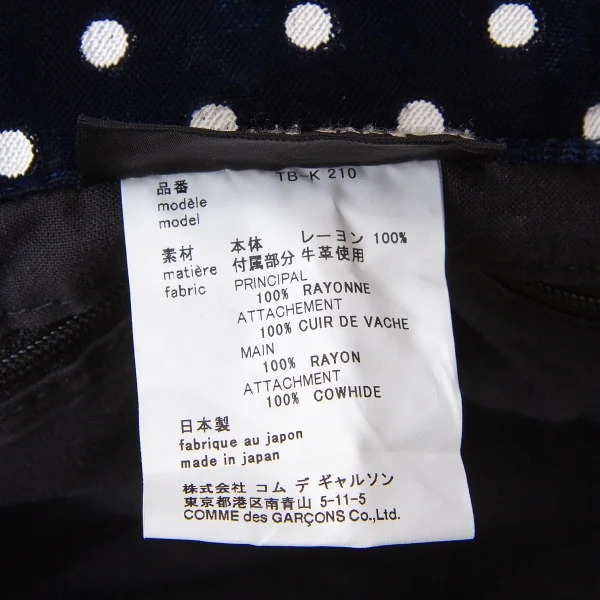 品番 TB-K 210
modèle
model
素材 本体 レーヨン 100%
matière 付属部分 牛革使用
fabric PRINCIPAL
100% RAYONNE
ATTACHEMENT
100% CUIR DE VACHE
MAIN
100% RAYON
ATTACHMENT
100% COWHIDE
日本製
fabrique au japon
made in japan
株式会社 コム デ ギャルソン
東京都港区南青山 5-11-5
COMME des GARÇONS Co.,Ltd.